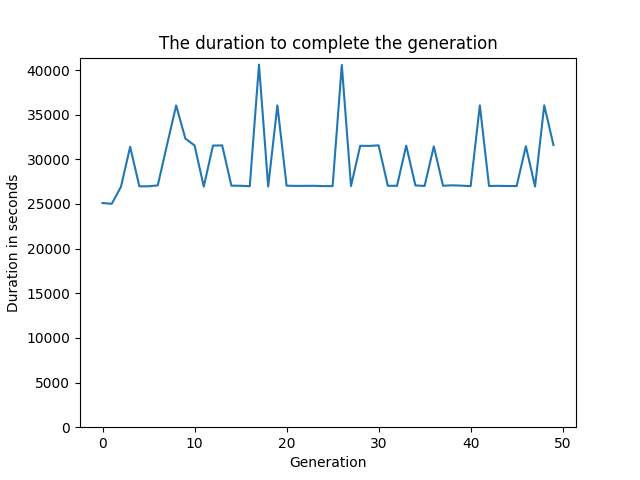 The duration to complete the generation
40000
35000
30000
25000
20000
15000
10000
5000
0
Duration in seconds
0 10 20 30 40 50
Generation